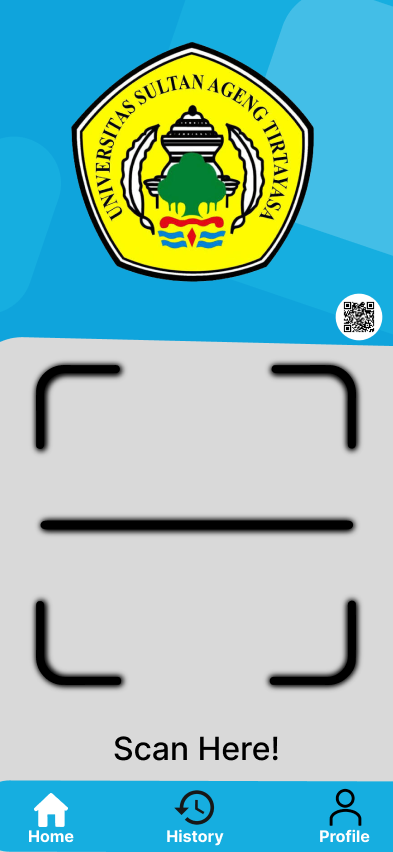 UNIVERSITAS SULTAN AGENG TIRTAYASA
Scan Here!
Home
History
Profile